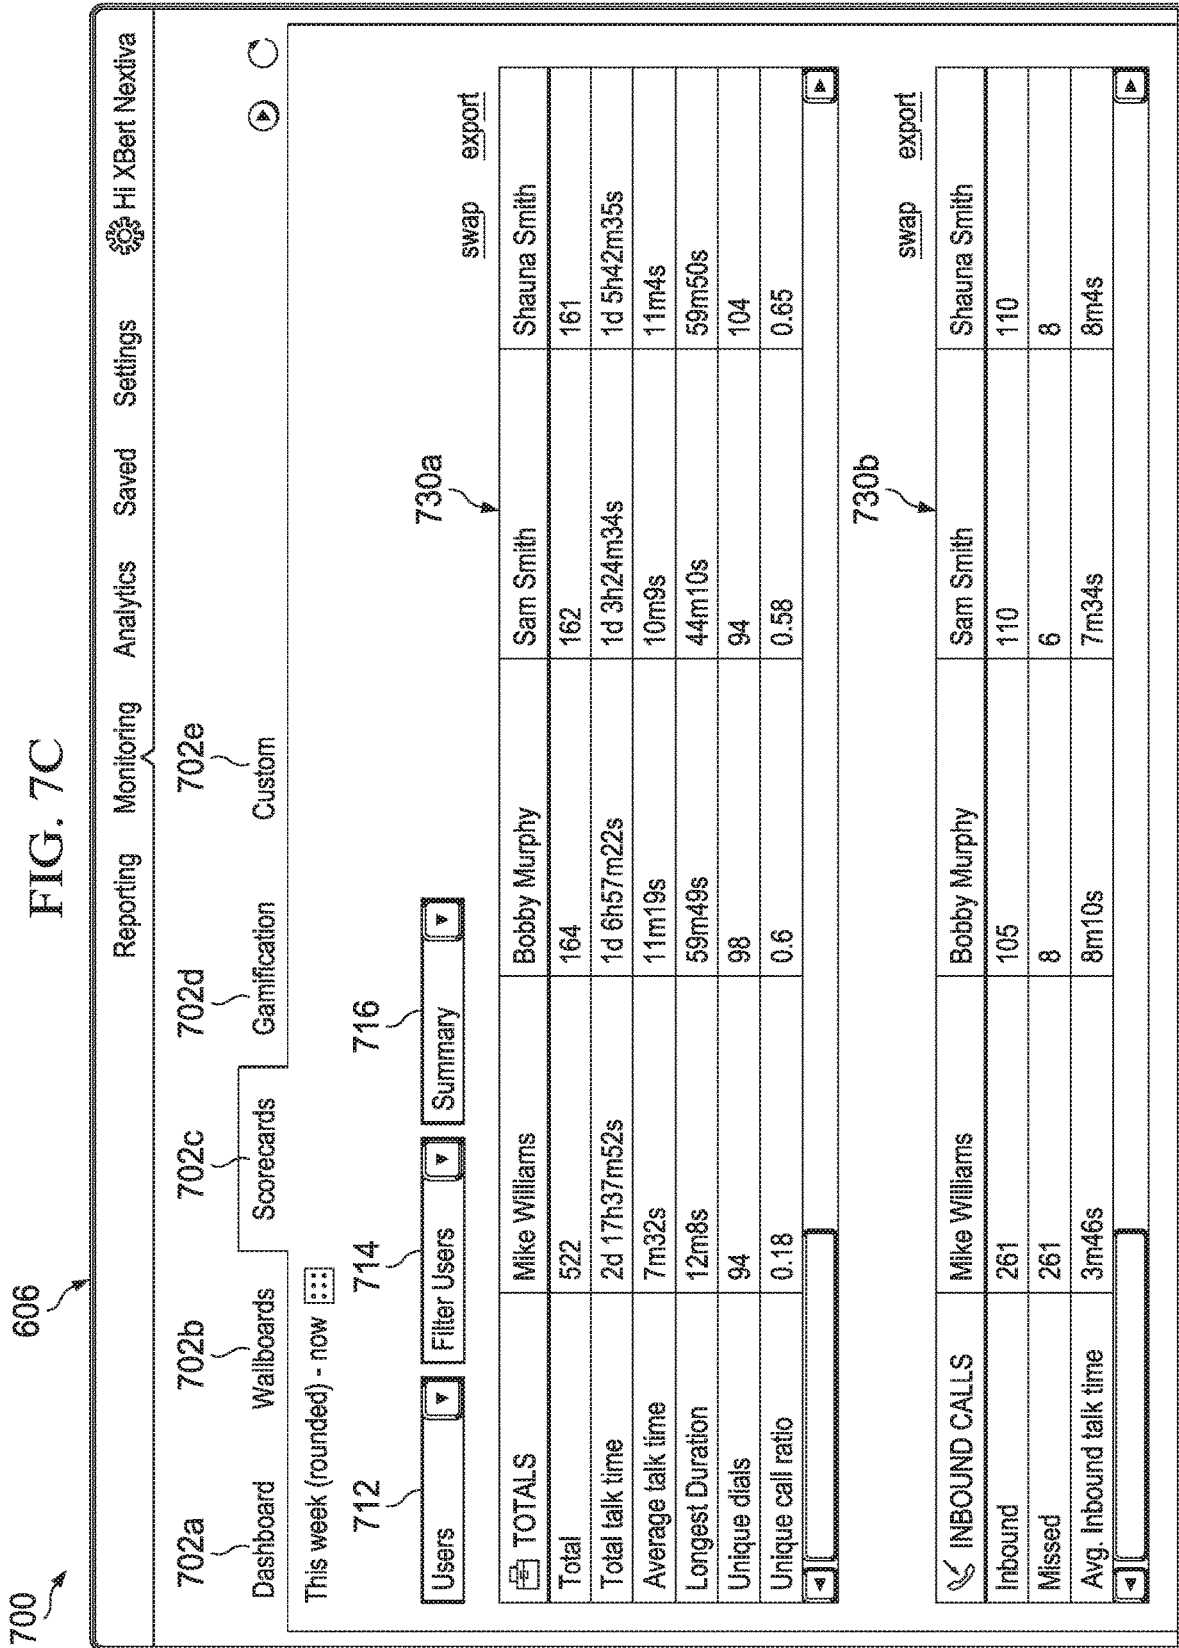 FIG. 7C
700
606
Reporting Monitoring Analytics Saved Settings Hi XBert Nextiva
702a 702b 702c 702d 702e
Dashboard Wallboards Scorecards Gamification Custom
This week (rounded) - now
712 714 716
Users Filter Users Summary
730a
swap export
TOTALS Mike Williams Bobby Murphy Sam Smith Shauna Smith
Total 522 164 162 161
Total talk time 2d 17h37m52s 1d 6h57m22s 1d 3h24m34s 1d 5h42m35s
Average talk time 7m32s 11m19s 10m9s 11m4s
Longest Duration 12m8s 59m49s 44m10s 59m50s
Unique dials 94 98 94 104
Unique call ratio 0.18 0.6 0.58 0.65
730b
swap export
INBOUND CALLS Mike Williams Bobby Murphy Sam Smith Shauna Smith
Inbound 261 105 110 110
Missed 261 8 6 8
Avg. Inbound talk time 3m46s 8m10s 7m34s 8m4s